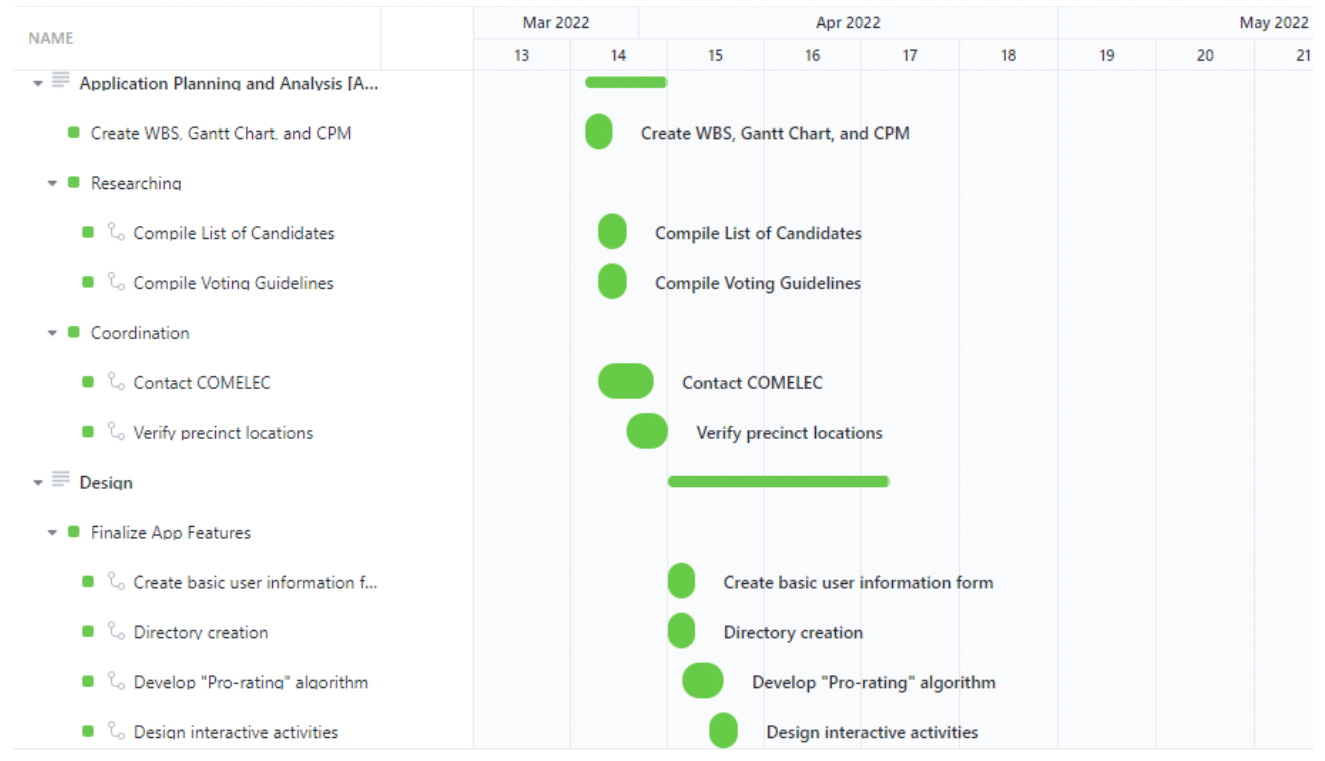 NAME
Mar 2022 Apr 2022 May 2022
13 14 15 16 17 18 19 20 21
Application Planning and Analysis [A...
Create WBS, Gantt Chart, and CPM Create WBS, Gantt Chart, and CPM
Researching
Compile List of Candidates Compile List of Candidates
Compile Voting Guidelines Compile Voting Guidelines
Coordination
Contact COMELEC Contact COMELEC
Verify precinct locations Verify precinct locations
Design
Finalize App Features
Create basic user information f... Create basic user information form
Directory creation Directory creation
Develop "Pro-rating" algorithm Develop "Pro-rating" algorithm
Design interactive activities Design interactive activities